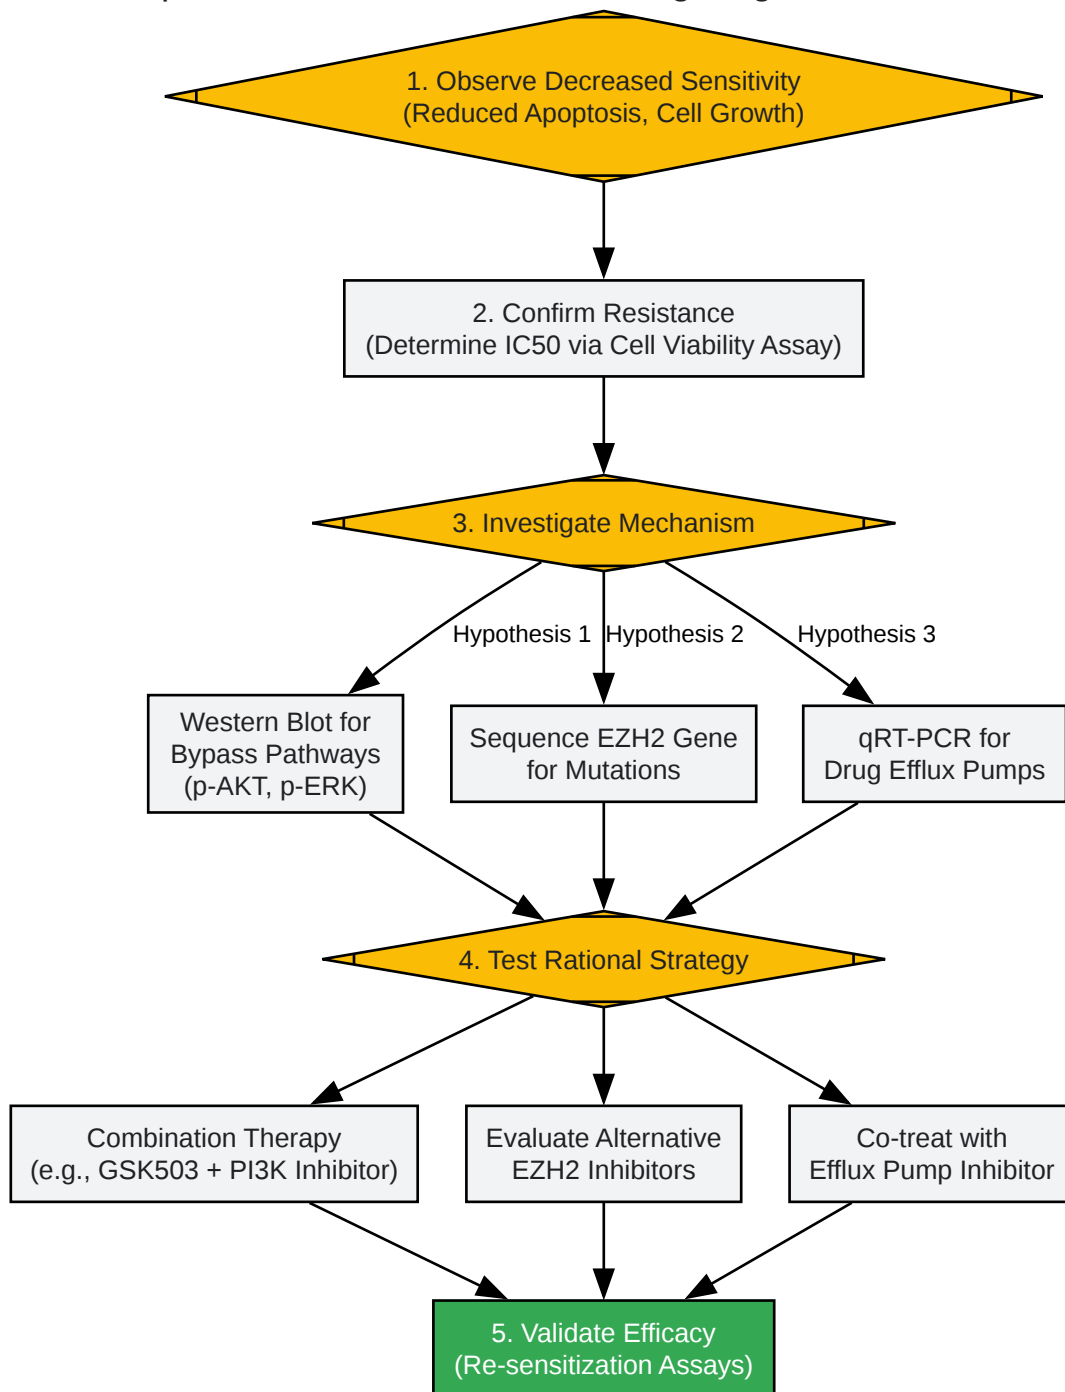 1. Observe Decreased Sensitivity
(Reduced Apoptosis, Cell Growth)
2. Confirm Resistance
(Determine IC50 via Cell Viability Assay)
3. Investigate Mechanism
Hypothesis 1
Hypothesis 2
Hypothesis 3
Western Blot for
Bypass Pathways
(p-AKT, p-ERK)
Sequence EZH2 Gene
for Mutations
qRT-PCR for
Drug Efflux Pumps
4. Test Rational Strategy
Combination Therapy
(e.g., GSK503 + PI3K Inhibitor)
Evaluate Alternative
EZH2 Inhibitors
Co-treat with
Efflux Pump Inhibitor
5. Validate Efficacy
(Re-sensitization Assays)